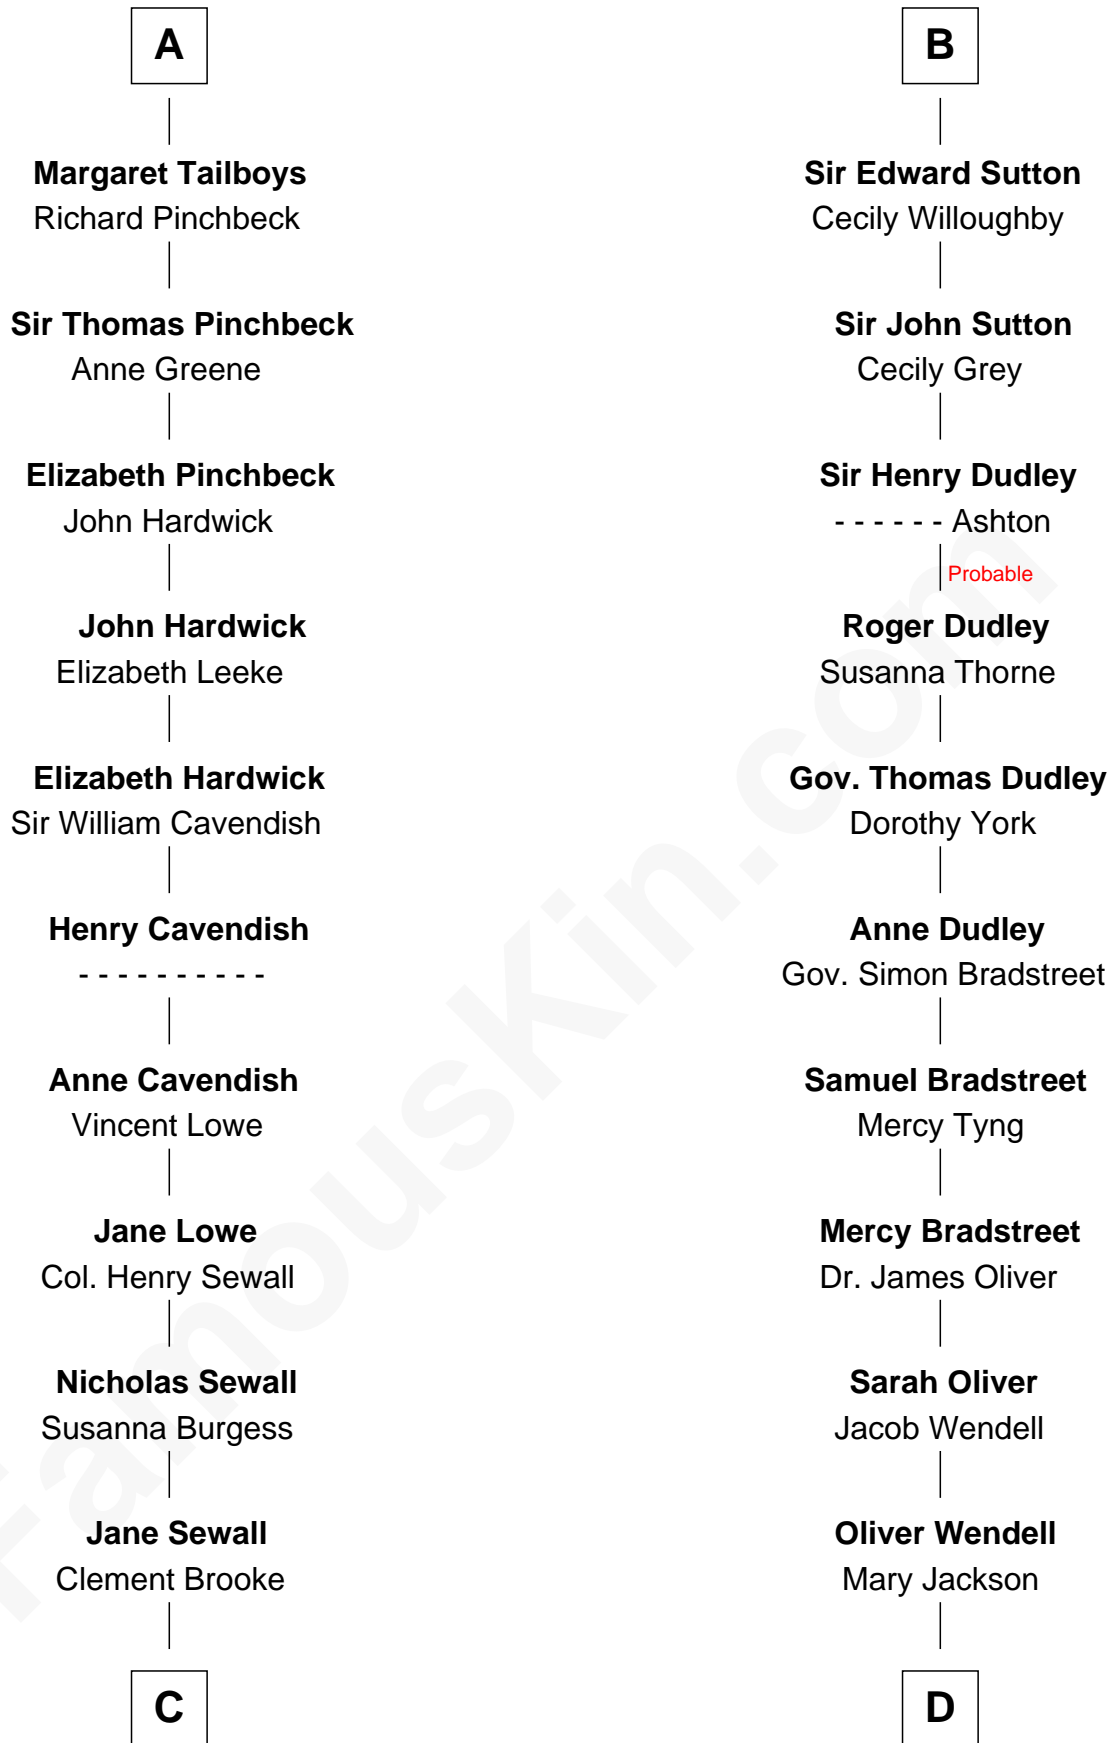 A
Margaret Tailboys
Richard Pinchbeck
Sir Thomas Pinchbeck
Anne Greene
Elizabeth Pinchbeck
John Hardwick
John Hardwick
Elizabeth Leeke
Elizabeth Hardwick
Sir William Cavendish
Henry Cavendish
- - - - - - - - - -
Anne Cavendish
Vincent Lowe
Jane Lowe
Col. Henry Sewall
Nicholas Sewall
Susanna Burgess
Jane Sewall
Clement Brooke
C
B
Sir Edward Sutton
Cecily Willoughby
Sir John Sutton
Cecily Grey
Sir Henry Dudley
- - - - - - Ashton
Probable
Roger Dudley
Susanna Thorne
Gov. Thomas Dudley
Dorothy York
Anne Dudley
Gov. Simon Bradstreet
Samuel Bradstreet
Mercy Tyng
Mercy Bradstreet
Dr. James Oliver
Sarah Oliver
Jacob Wendell
Oliver Wendell
Mary Jackson
D
FamousKin.com